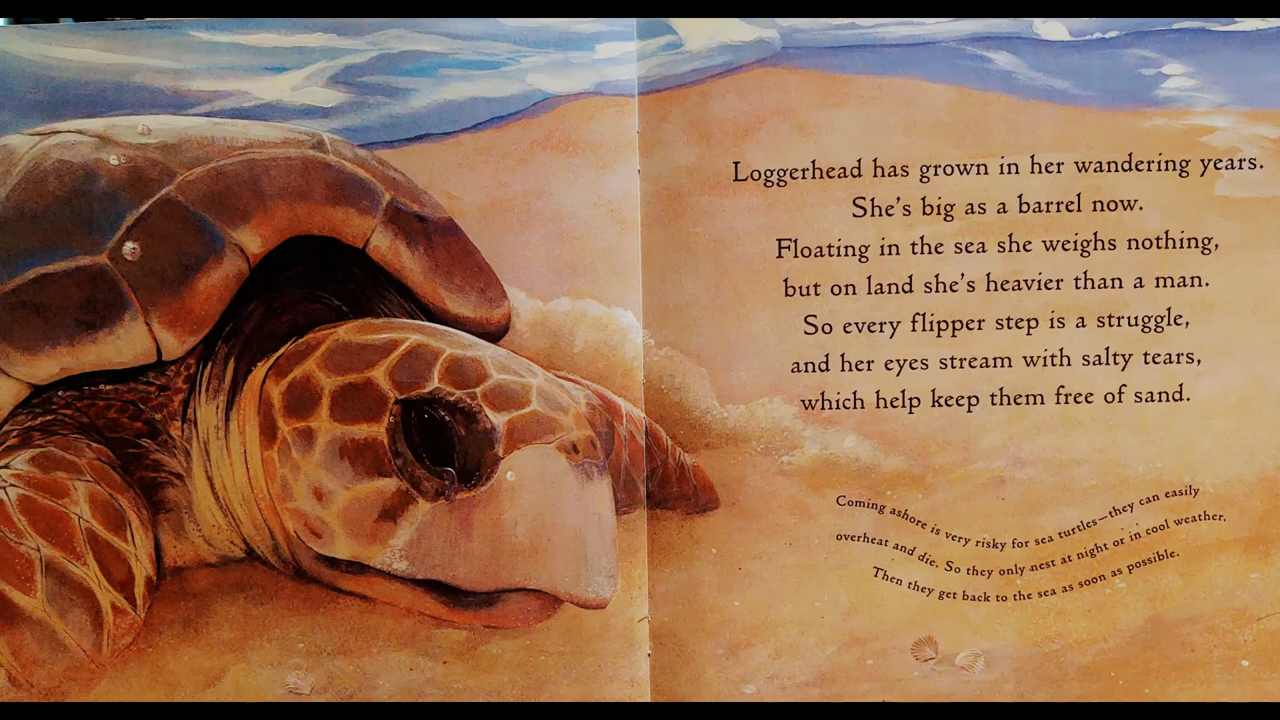 Loggerhead has grown in her wandering years.
She's big as a barrel now.
Floating in the sea she weighs nothing,
but on land she's heavier than a man.
So every flipper step is a struggle,
and her eyes stream with salty tears,
which help keep them free of sand.
Coming ashore is very risky for sea turtles—they can easily
overheat and die. So they only nest at night or in cool weather.
Then they get back to the sea as soon as possible.